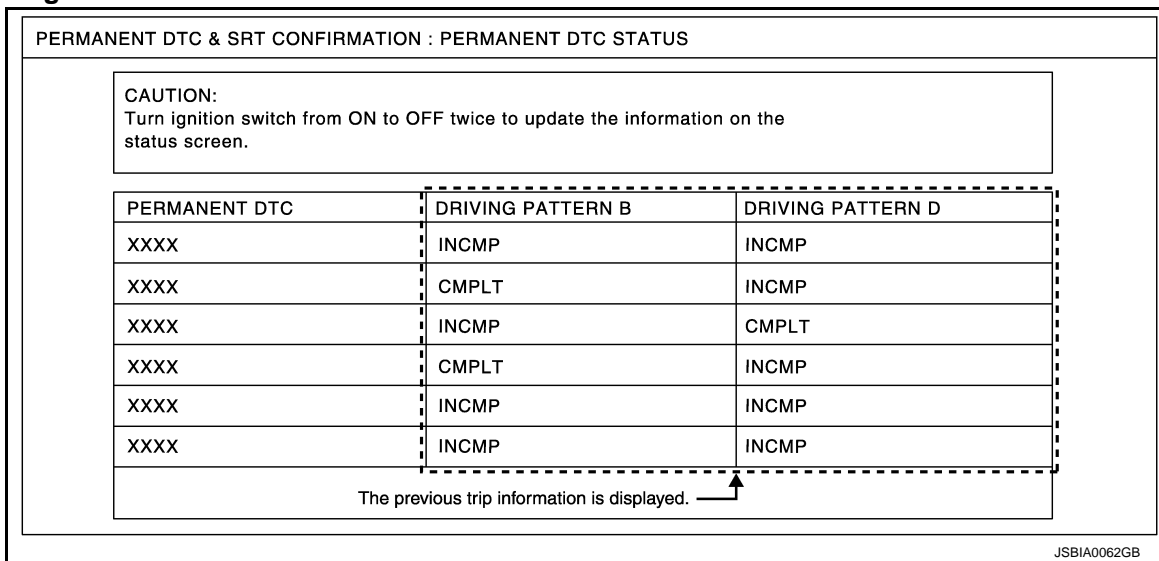 PERMANENT DTC & SRT CONFIRMATION : PERMANENT DTC STATUS
CAUTION:
Turn ignition switch from ON to OFF twice to update the information on the
status screen.
PERMANENT DTC DRIVING PATTERN B DRIVING PATTERN D
XXXX INCMP INCMP
XXXX CMPLT INCMP
XXXX INCMP CMPLT
XXXX CMPLT INCMP
XXXX INCMP INCMP
XXXX INCMP INCMP
The previous trip information is displayed.
JSBIA0062GB